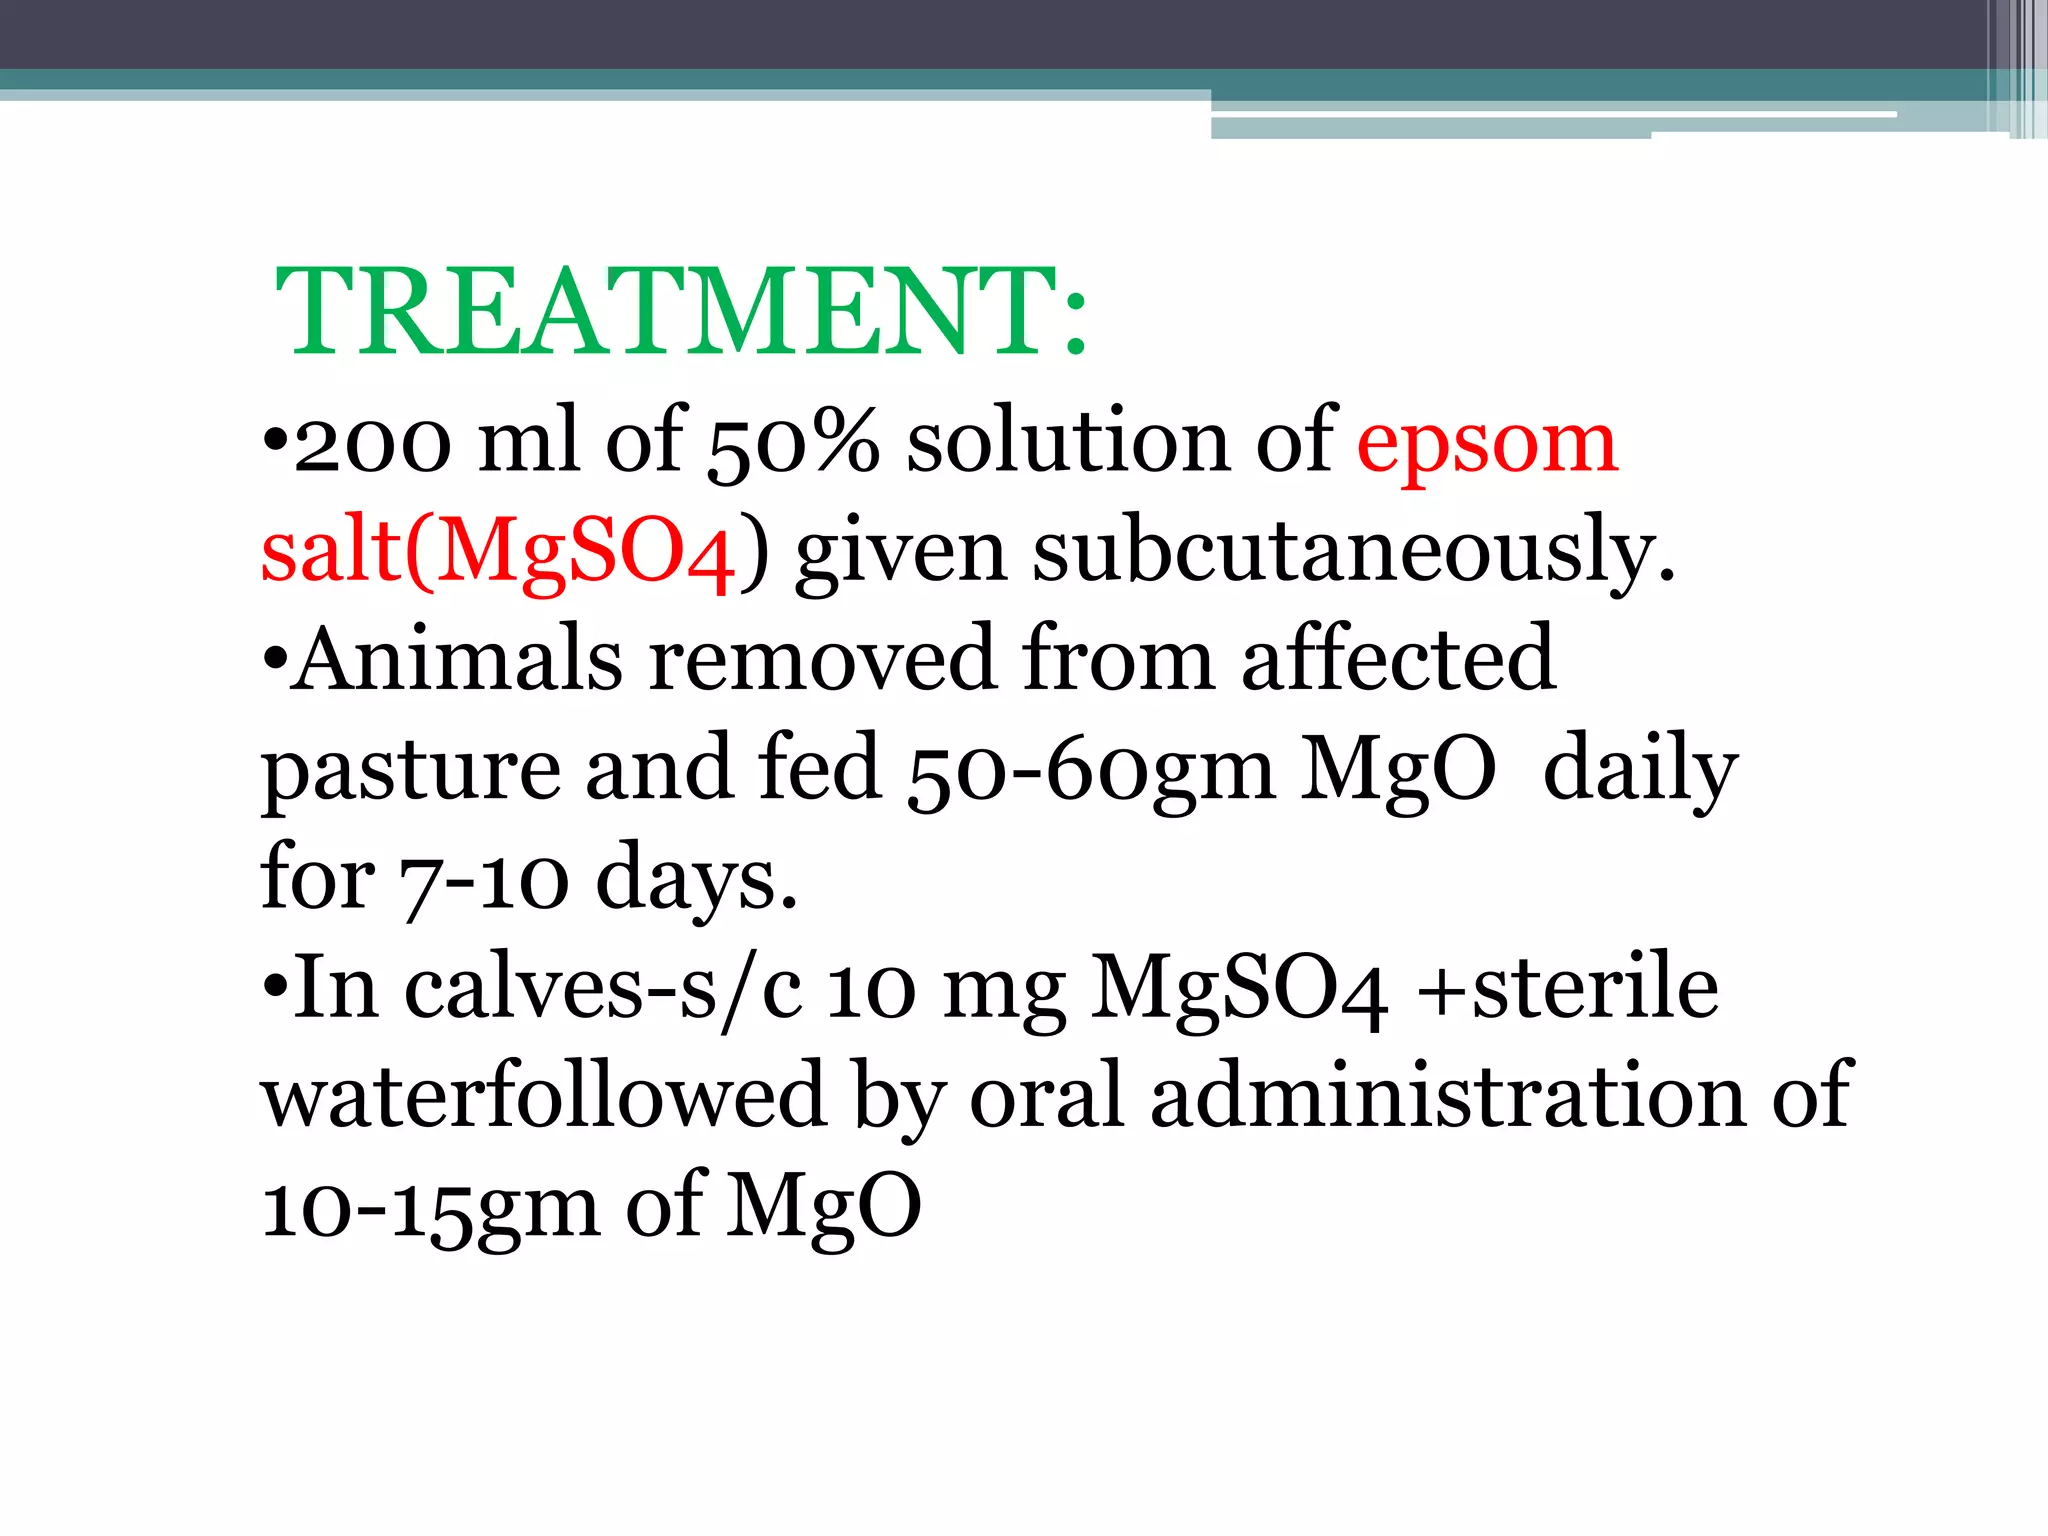 TREATMENT:
•200 ml of 50% solution of epsom
salt(MgSO4) given subcutaneously.
•Animals removed from affected
pasture and fed 50-60gm MgO  daily
for 7-10 days.
•In calves-s/c 10 mg MgSO4 +sterile
waterfollowed by oral administration of
10-15gm of MgO